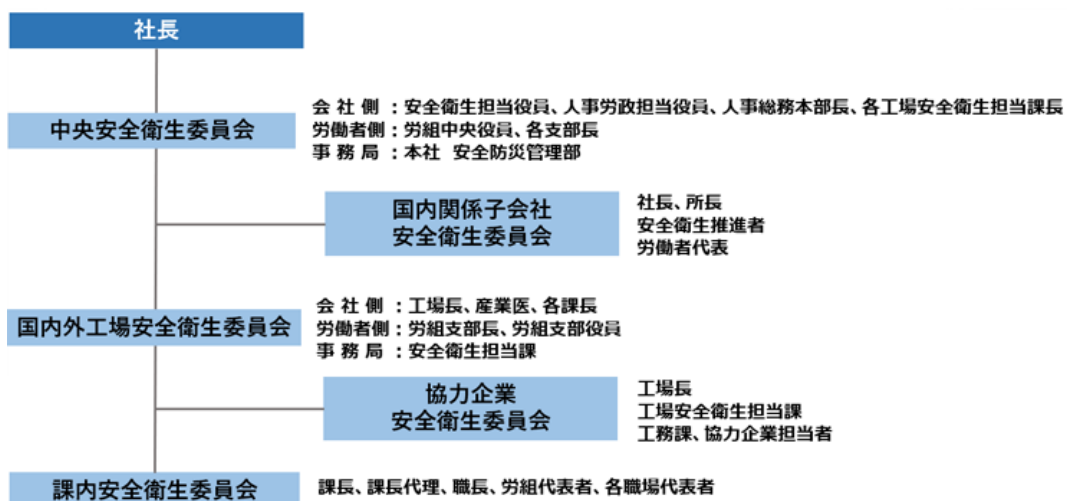 社長
中央安全衛生委員会
会 社 側 ：安全衛生担当役員、人事労政担当役員、人事総務本部長、各工場安全衛生担当課長
労働者側：労組中央役員、各支部長
事 務 局 ：本社 安全防災管理部
国内関係子会社
安全衛生委員会
社長、所長
安全衛生推進者
労働者代表
国内外工場安全衛生委員会
会 社 側 ：工場長、産業医、各課長
労働者側：労組支部長、労組支部役員
事 務 局 ：安全衛生担当課
協力企業
安全衛生委員会
工場長
工場安全衛生担当課
工務課、協力企業担当者
課内安全衛生委員会
課長、課長代理、職長、労組代表者、各職場代表者